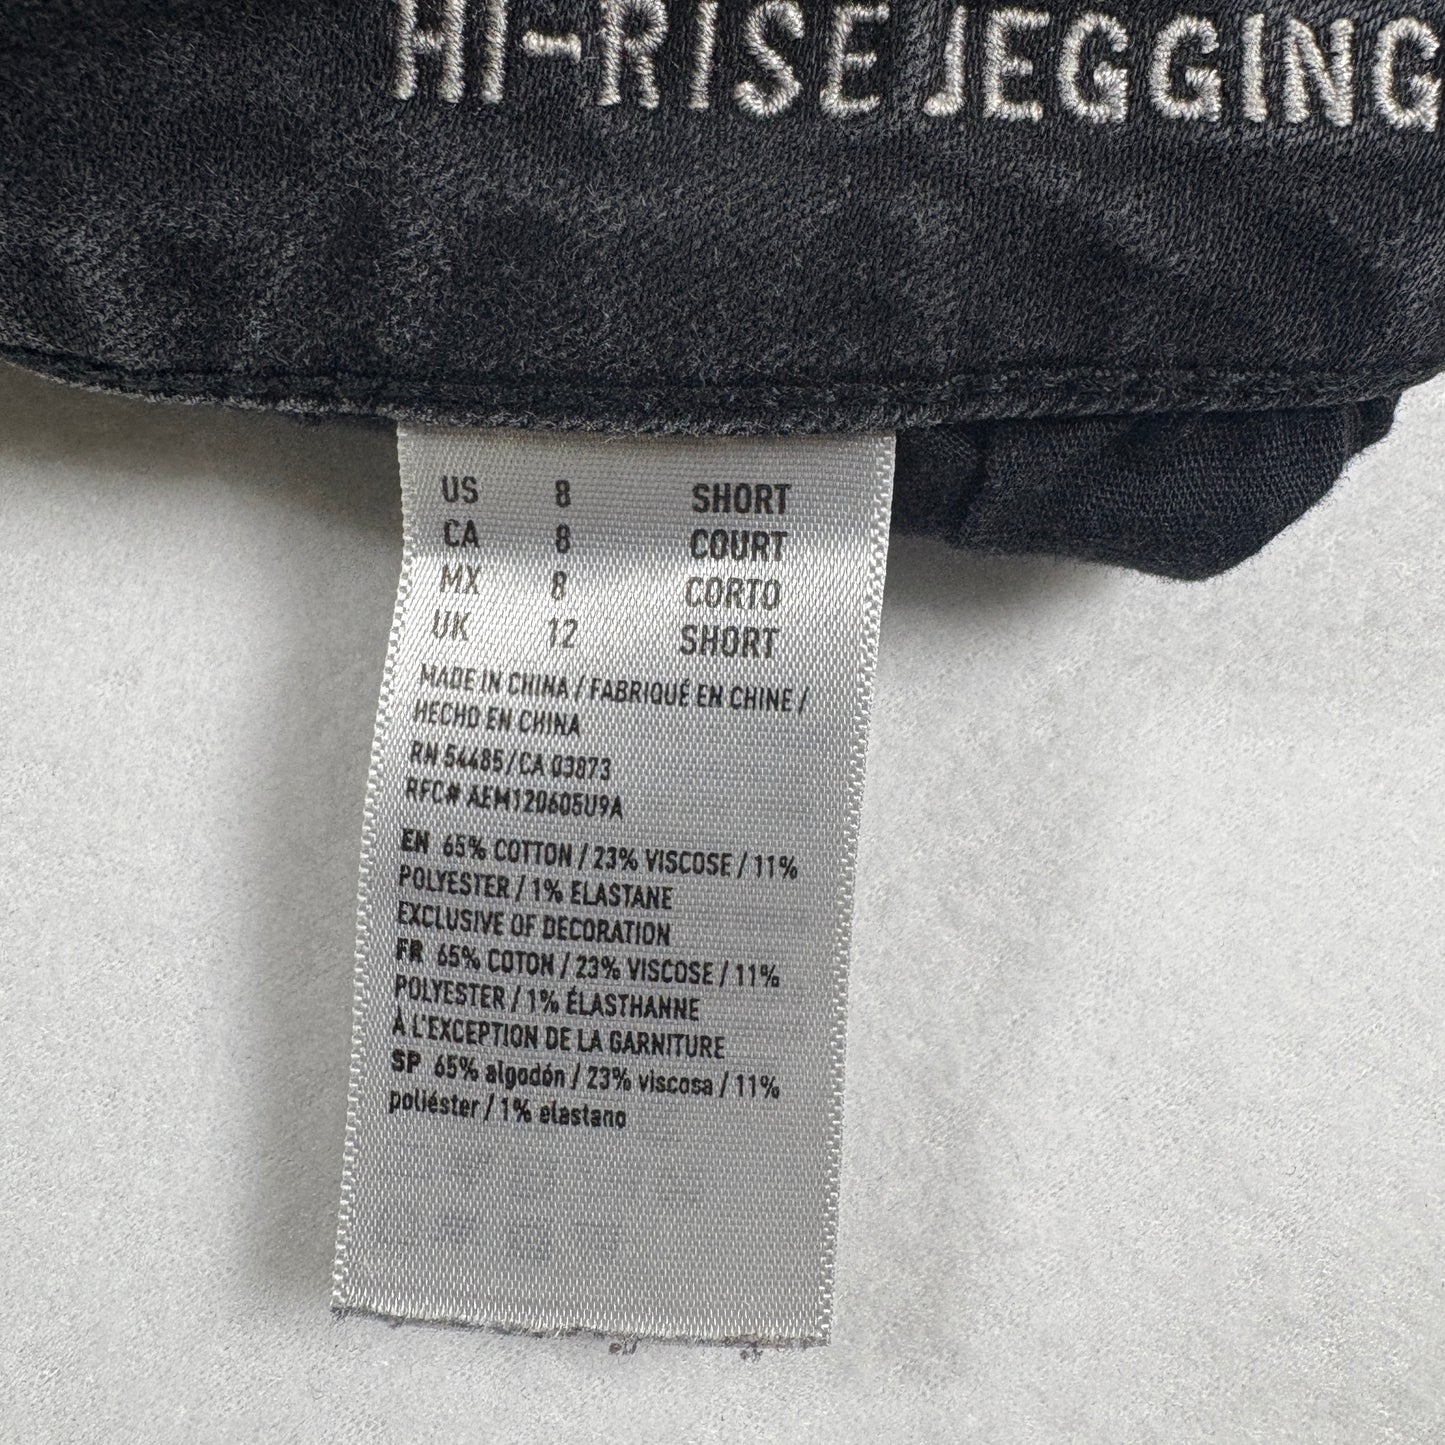 HI-RISE JEGGING
US 8 SHORT
CA 8 COURT
MX 8 CORTO
UK 12 SHORT
MADE IN CHINA / FABRIQUÉ EN CHINE /
HECHO EN CHINA
RN 54485/CA 03873
RFC# AEM120605U9A
EN 65% COTTON / 23% VISCOSE / 11%
POLYESTER / 1% ELASTANE
EXCLUSIVE OF DECORATION
FR 65% COTON / 23% VISCOSE / 11%
POLYESTER / 1% ÉLASTHANNE
À L'EXCEPTION DE LA GARNITURE
SP 65% algodón / 23% viscosa / 11%
poliéster / 1% elastano